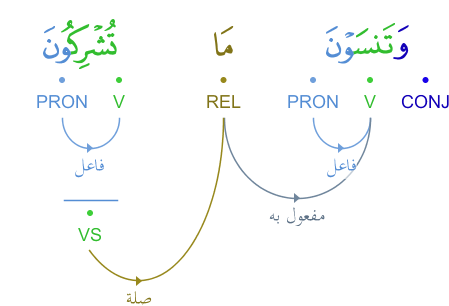 وَتَنسَوْنَ مَا تُشْرِكُونَ
CONJ V PRON REL V PRON
فاعل فاعل
مفعول به
VS
صلة